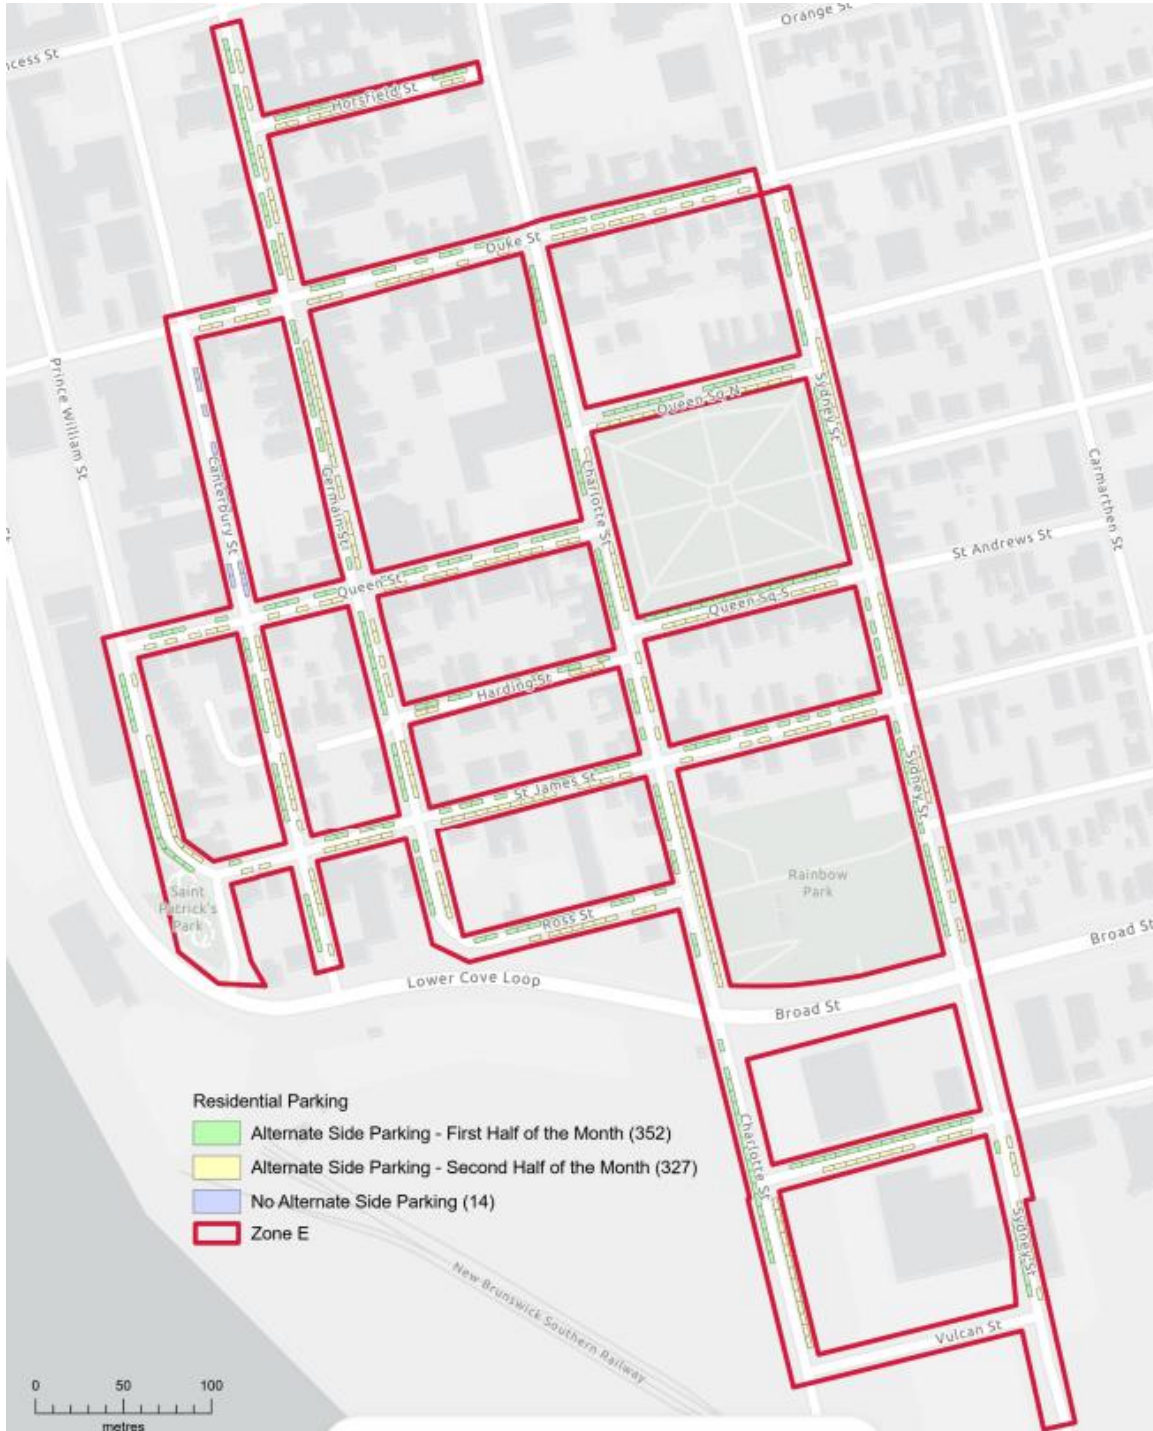 Orange St
ncess St
Horsfield St
Duke St
Prince William St
Sydney St
Queen Sq N
Canterbury St
Germain St
Charlotte St
Carmarthen St
St Andrews St
Queen St
Queen Sq S
Harding St
Sydney St
St James St
Saint
Patrick's
Park
Rainbow
Park
Ross St
Broad St
Lower Cove Loop
Broad St
Residential Parking
Alternate Side Parking - First Half of the Month (352)
Alternate Side Parking - Second Half of the Month (327)
No Alternate Side Parking (14)
Zone E
Charlotte St
Sydney St
New Brunswick Southern Railway
Vulcan St
0 50 100
metres